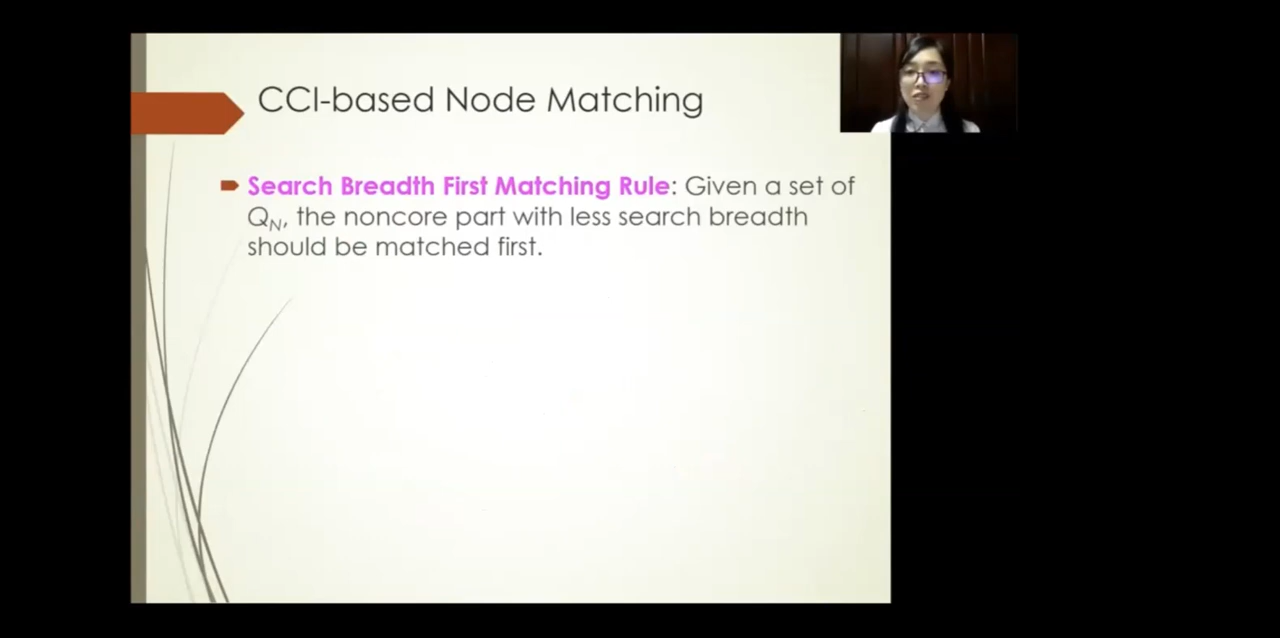 CCI-based Node Matching
Search Breadth First Matching Rule: Given a set of
Q_N, the noncore part with less search breadth
should be matched first.